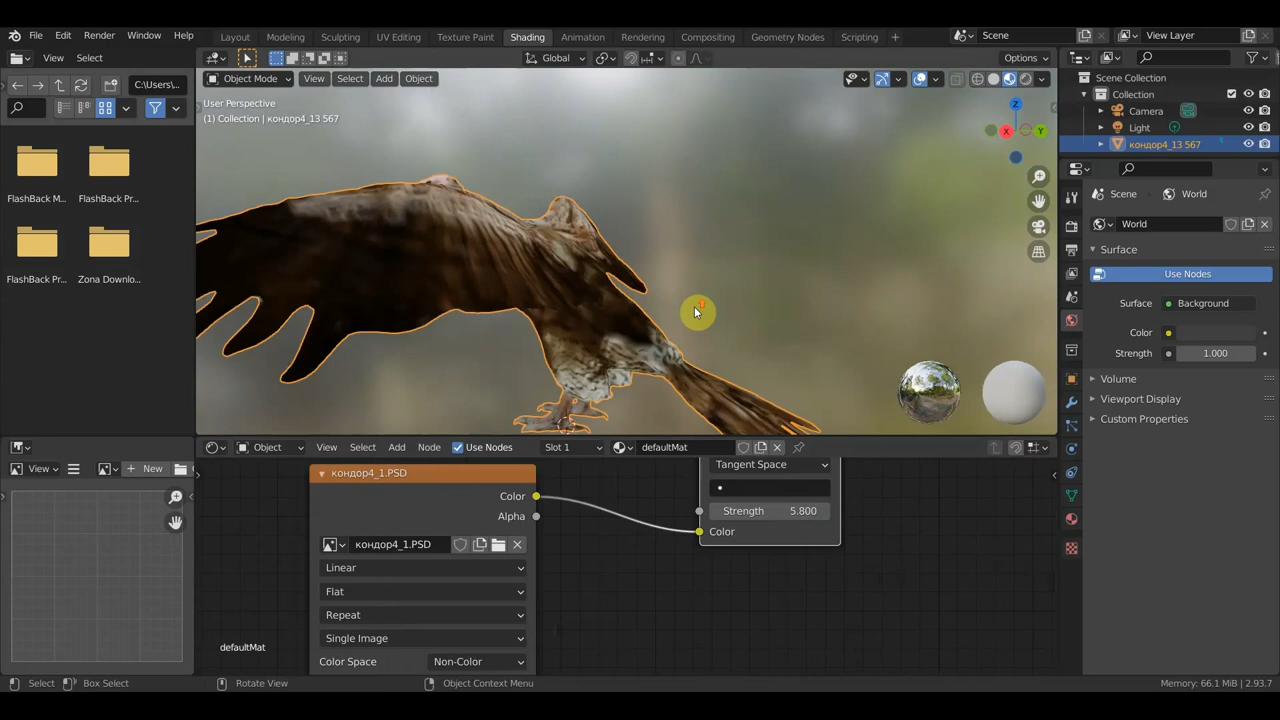 File Edit Render Window Help Layout Modeling Sculpting UV Editing Texture Paint Shading Animation Rendering Compositing Geometry Nodes Scripting + Scene View Layer
View Select Global Options
Object Mode View Select Add Object
C:\Users\...
User Perspective
(1) Collection | кондор4_13 567
Z
X
Y
FlashBack M...
FlashBack Pr...
FlashBack Pr...
Zona Downlo...
Scene Collection
Collection
Camera
Light
кондор4_13 567
Scene World
World
Surface
Use Nodes
Surface Background
Color
Strength 1.000
Volume
Viewport Display
Custom Properties
View + New
Object View Select Add Node Use Nodes Slot 1 defaultMat
кондор4_1.PSD
Color
Alpha
кондор4_1.PSD
Linear
Flat
Repeat
Single Image
Color Space Non-Color
Tangent Space
Strength 5.800
Color
defaultMat
Select Box Select Rotate View Object Context Menu Memory: 66.1 MiB | 2.93.7